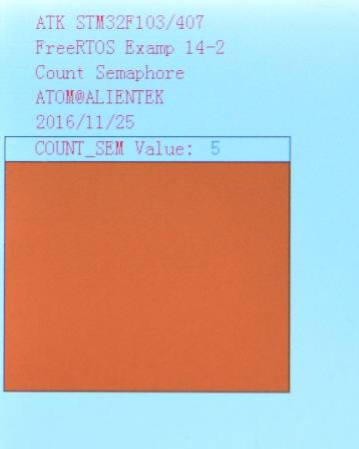 ATK STM32F103/407
FreeRTOS Examp 14-2
Count Semaphore
ATOM@ALIENTEK
2016/11/25
COUNT_SEM Value: 5